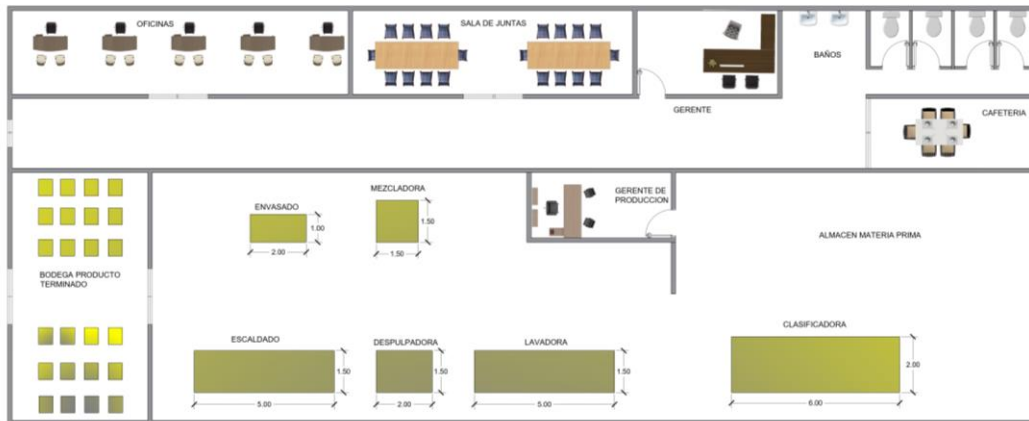 OFICINAS
SALA DE JUNTAS
BAÑOS
GERENTE
CAFETERIA
MEZCLADORA
GERENTE DE
PRODUCCION
ENVASADO
1.00
1.50
2.00
1.50
ALMACEN MATERIA PRIMA
BODEGA PRODUCTO
TERMINADO
CLASIFICADORA
ESCALDADO
DESPULPADORA
LAVADORA
1.50
1.50
1.50
2.00
5.00
2.00
5.00
6.00